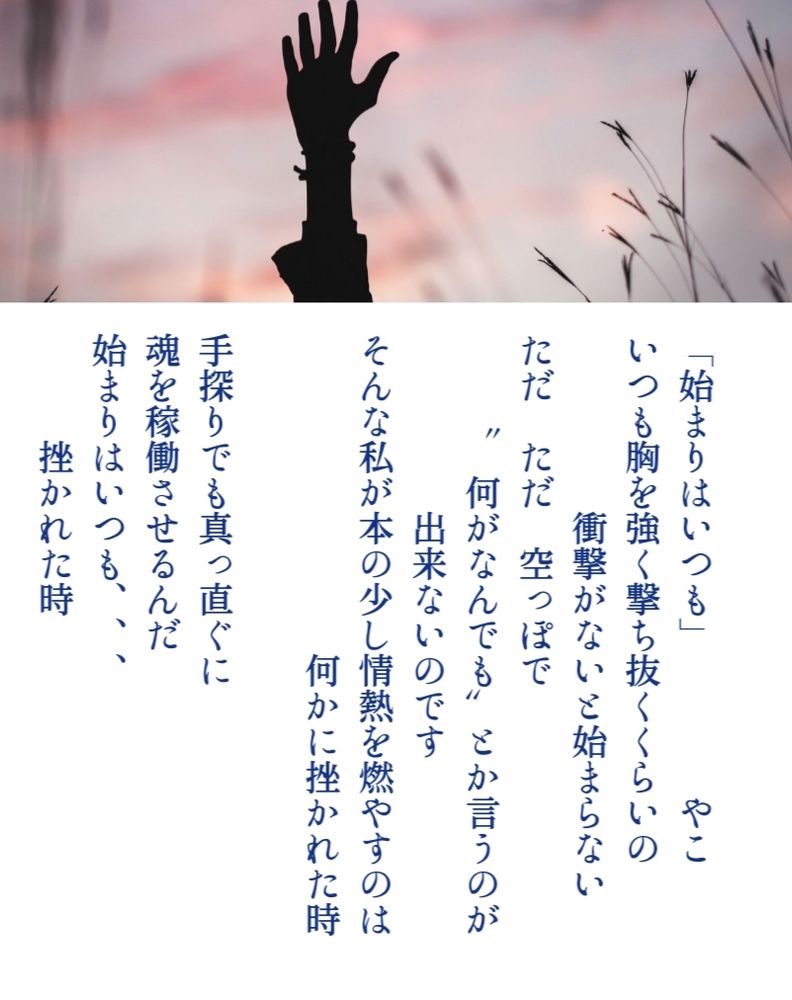 「始まりはいつも」　　　　やこ
いつも胸を強く撃ち抜くくらいの
衝撃がないと始まらない
ただ　ただ　空っぽで
〃何がなんでも〃とか言うのが
出来ないのです
そんな私が本の少し情熱を燃やすのは
何かに挫かれた時
手探りでも真っ直ぐに
魂を稼働させるんだ
始まりはいつも、、、
挫かれた時